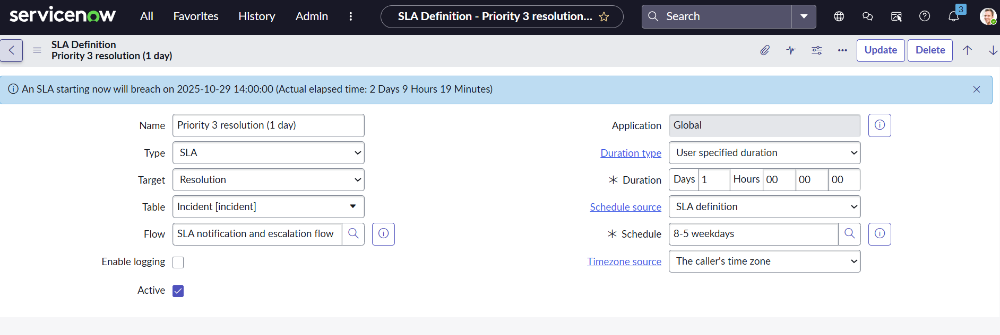 servicenow All Favorites History Admin SLA Definition - Priority 3 resolution... Search 3
SLA Definition
Priority 3 resolution (1 day)
Update Delete
An SLA starting now will breach on 2025-10-29 14:00:00 (Actual elapsed time: 2 Days 9 Hours 19 Minutes)
Name Priority 3 resolution (1 day) Application Global
Type SLA Duration type User specified duration
Target Resolution Duration Days 1 Hours 00 00 00
Table Incident [incident] Schedule source SLA definition
Flow SLA notification and escalation flow Schedule 8-5 weekdays
Enable logging Timezone source The caller's time zone
Active